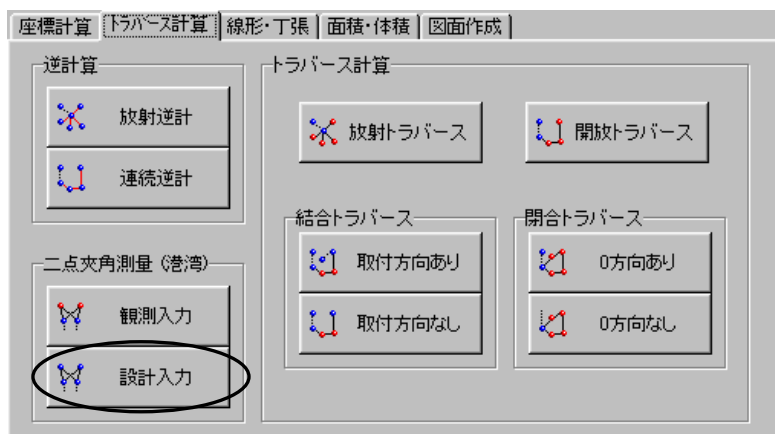 座標計算 トラバース計算 線形・丁張 面積・体積 図面作成
逆計算
放射逆計
連続逆計
二点夾角測量 (港湾)
観測入力
設計入力
トラバース計算
放射トラバース 開放トラバース
結合トラバース
取付方向あり
取付方向なし
閉合トラバース
0方向あり
0方向なし